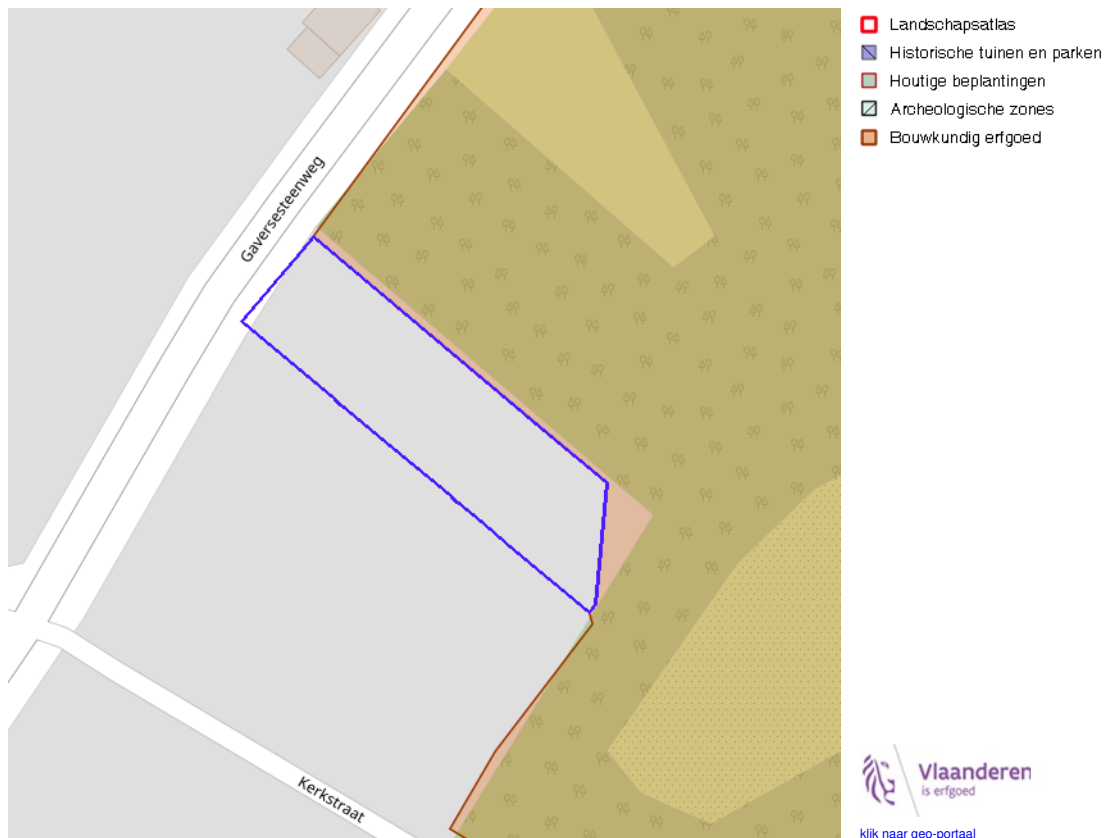 Landschapsatlas
Historische tuinen en parken
Houtige beplantingen
Archeologische zones
Bouwkundig erfgoed
Gaversesteenweg
Kerkstraat
Vlaanderen
is erfgoed
klik naar geo-portaal